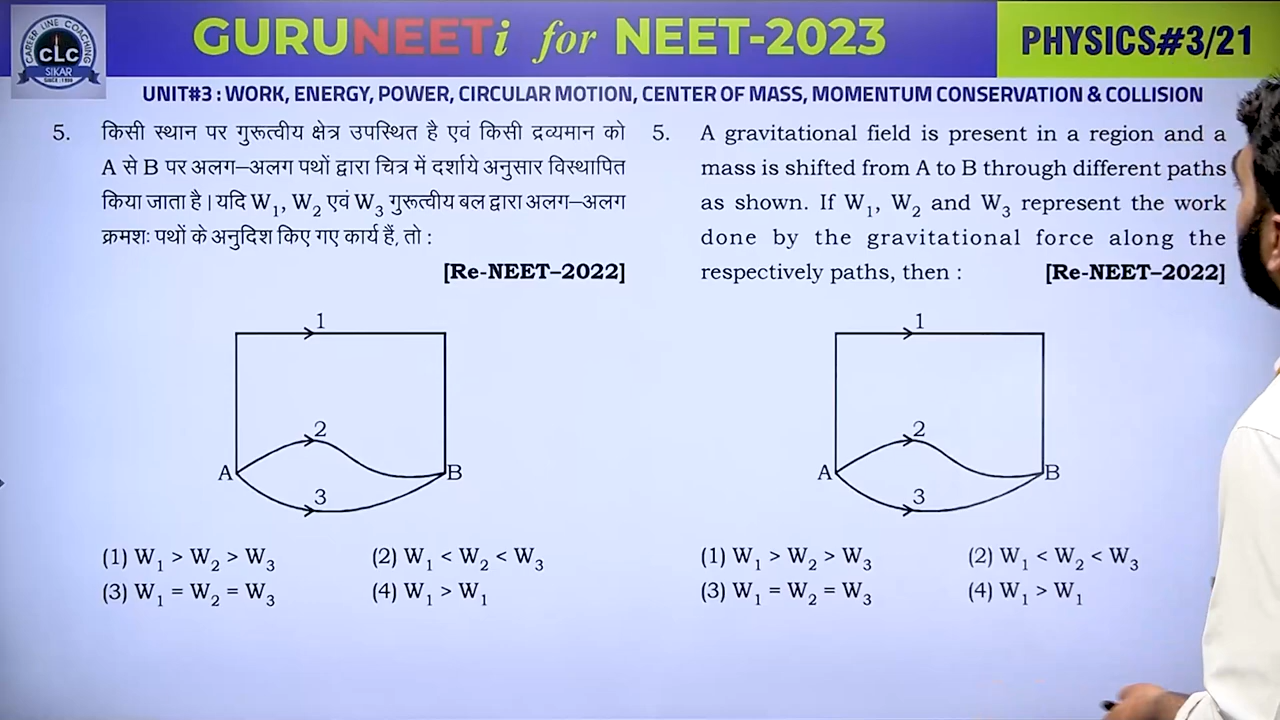 CAREER LINE COACHING
CLC
SIKAR
SINCE : 1996
GURUNEETi for NEET-2023
PHYSICS#3/21
UNIT#3 : WORK, ENERGY, POWER, CIRCULAR MOTION, CENTER OF MASS, MOMENTUM CONSERVATION & COLLISION
5. किसी स्थान पर गुरूत्वीय क्षेत्र उपस्थित है एवं किसी द्रव्यमान को
A से B पर अलग–अलग पथों द्वारा चित्र में दर्शाये अनुसार विस्थापित
किया जाता है। यदि W₁, W₂ एवं W₃ गुरूत्वीय बल द्वारा अलग–अलग
क्रमशः पथों के अनुदिश किए गए कार्य हैं, तो :
[Re-NEET–2022]
1
2
A
B
3
(1) W₁ > W₂ > W₃ (2) W₁ < W₂ < W₃
(3) W₁ = W₂ = W₃ (4) W₁ > W₁
5. A gravitational field is present in a region and a
mass is shifted from A to B through different paths
as shown. If W₁, W₂ and W₃ represent the work
done by the gravitational force along the
respectively paths, then : [Re-NEET–2022]
1
2
A
B
3
(1) W₁ > W₂ > W₃ (2) W₁ < W₂ < W₃
(3) W₁ = W₂ = W₃ (4) W₁ > W₁